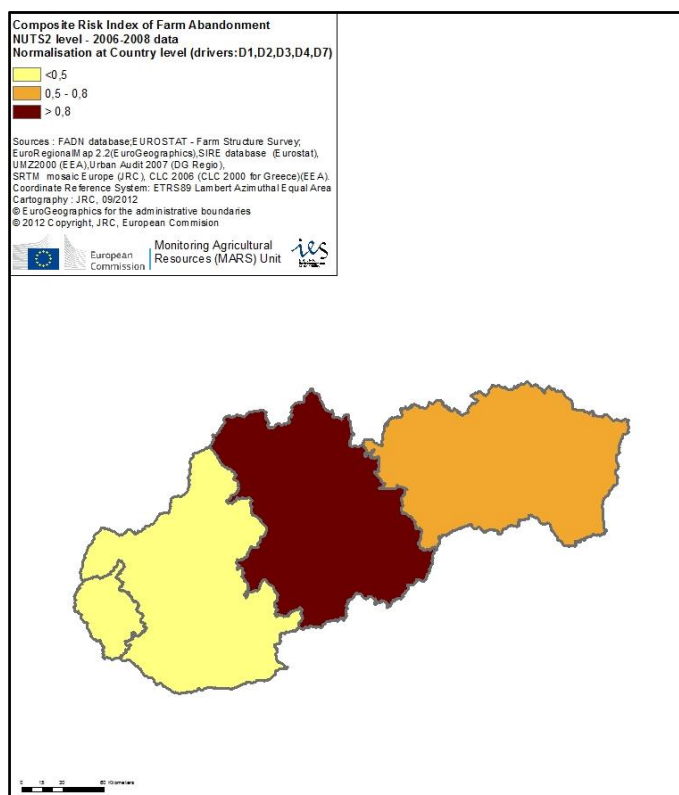 Composite Risk Index of Farm Abandonment
NUTS2 level - 2006-2008 data
Normalisation at Country level (drivers:D1,D2,D3,D4,D7)
<0,5
0,5 - 0,8
> 0,8
Sources : FADN database;EUROSTAT - Farm Structure Survey;
EuroRegionalMap 2.2(EuroGeographics),SIRE database (Eurostat),
UMZ2000 (EEA),Urban Audit 2007 (DG Regio),
SRTM mosaic Europe (JRC), CLC 2006 (CLC 2000 for Greece)(EEA).
Coordinate Reference System: ETRS89 Lambert Azimuthal Equal Area
Cartography : JRC, 09/2012
© EuroGeographics for the administrative boundaries
© 2012 Copyright, JRC, European Commision
European
Commission
Monitoring Agricultural
Resources (MARS) Unit
ies
0 15 30 60 Kilometers